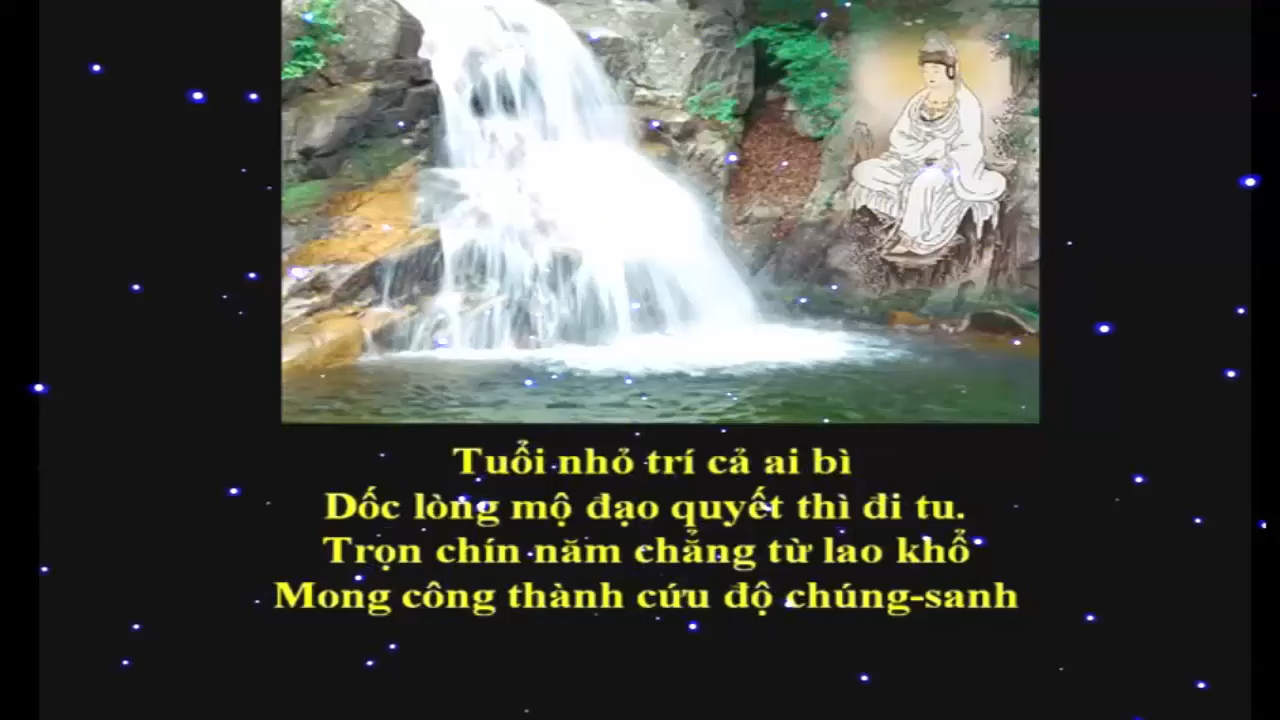 Tuổi nhỏ trí cả ai bì
Dốc lòng mộ đạo quyết thì đi tu.
Trọn chín năm chẳng từ lao khổ
Mong công thành cứu độ chúng-sanh